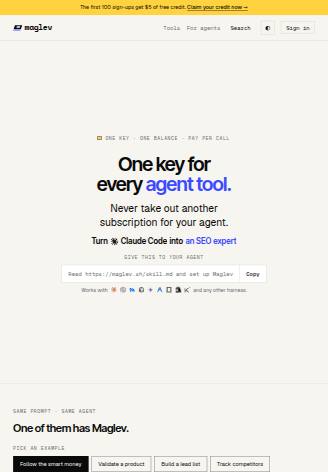 The first 100 sign-ups get $5 of free credit. Claim your credit now →
maglev
Tools For agents Search Sign in
ONE KEY · ONE BALANCE · PAY PER CALL
One key for
every agent tool.
Never take out another
subscription for your agent.
Turn Claude Code into an SEO expert
GIVE THIS TO YOUR AGENT
Read https://maglev.sh/skill.md and set up Maglev Copy
Works with and any other harness.
SAME PROMPT · SAME AGENT
One of them has Maglev.
PICK AN EXAMPLE
Follow the smart money Validate a product Build a lead list Track competitors